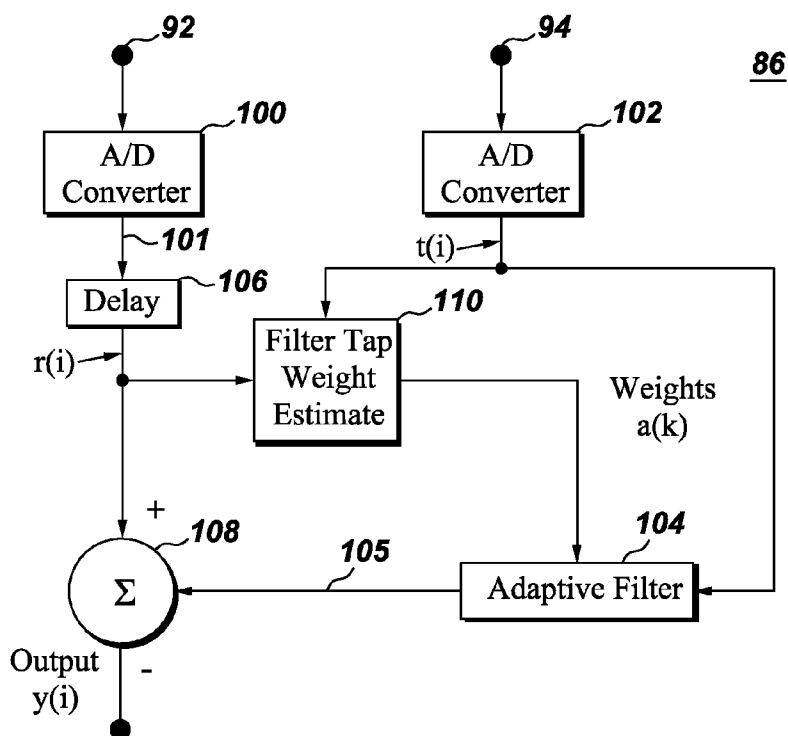 92
94
86
100
102
A/D
Converter
A/D
Converter
101
t(i)
106
Delay
110
r(i)
Filter Tap
Weight
Estimate
Weights
a(k)
+
108
105
104
Σ
Adaptive Filter
Output
y(i)
-